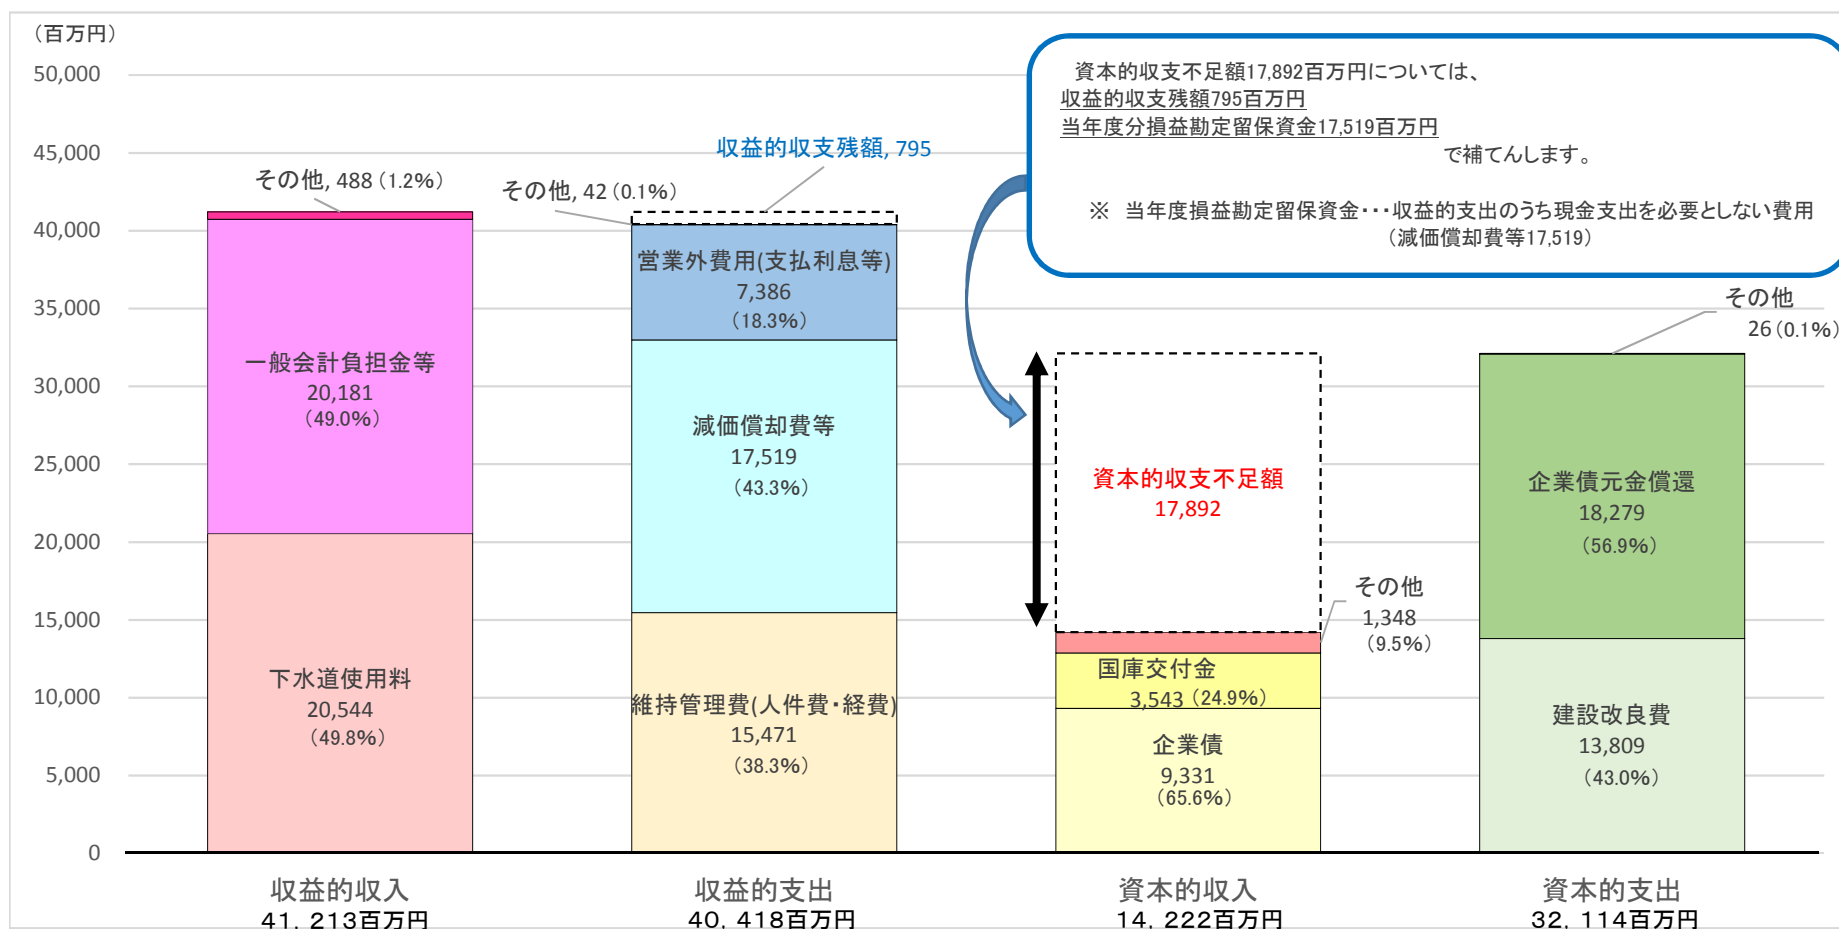 （百万円）
50,000
45,000
40,000
35,000
30,000
25,000
20,000
15,000
10,000
5,000
0
その他, 488（1.2%）
一般会計負担金等
20,181
（49.0%）
下水道使用料
20,544
（49.8%）
収益的収支残額, 795
その他, 42（0.1%）
営業外費用(支払利息等)
7,386
（18.3%）
減価償却費等
17,519
（43.3%）
維持管理費(人件費・経費)
15,471
（38.3%）
資本的収支不足額17,892百万円については、
収益的収支残額795百万円
当年度分損益勘定留保資金17,519百万円
で補てんします。
※　当年度損益勘定留保資金・・・収益的支出のうち現金支出を必要としない費用
（減価償却費等17,519）
資本的収支不足額
17,892
その他
1,348
（9.5%）
国庫交付金
3,543（24.9%）
企業債
9,331
（65.6%）
その他
26（0.1%）
企業債元金償還
18,279
（56.9%）
建設改良費
13,809
（43.0%）
収益的収入
41，213百万円
収益的支出
40，418百万円
資本的収入
14，222百万円
資本的支出
32，114百万円